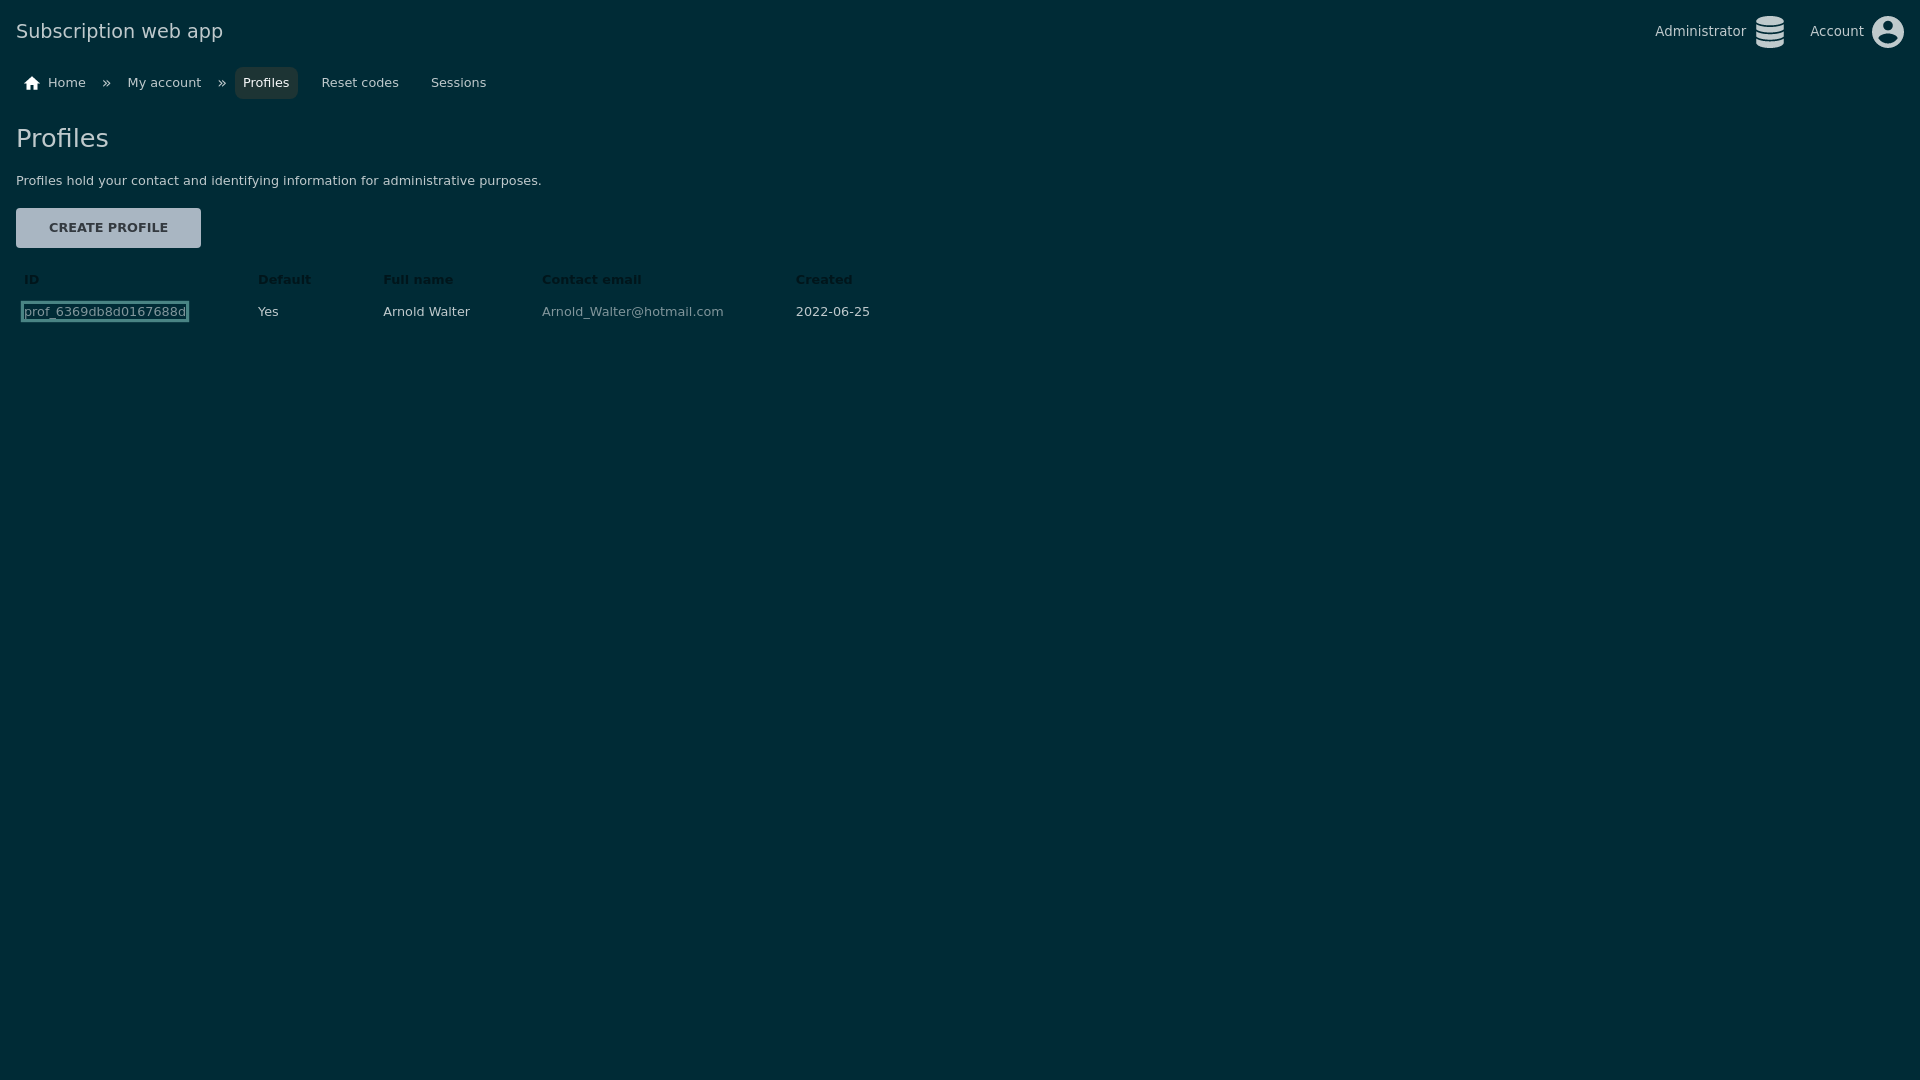 Subscription web app
Administrator
Account
Home » My account » Profiles Reset codes Sessions
Profiles
Profiles hold your contact and identifying information for administrative purposes.
CREATE PROFILE
ID Default Full name Contact email Created
prof_6369db8d0167688d Yes Arnold Walter Arnold_Walter@hotmail.com 2022-06-25